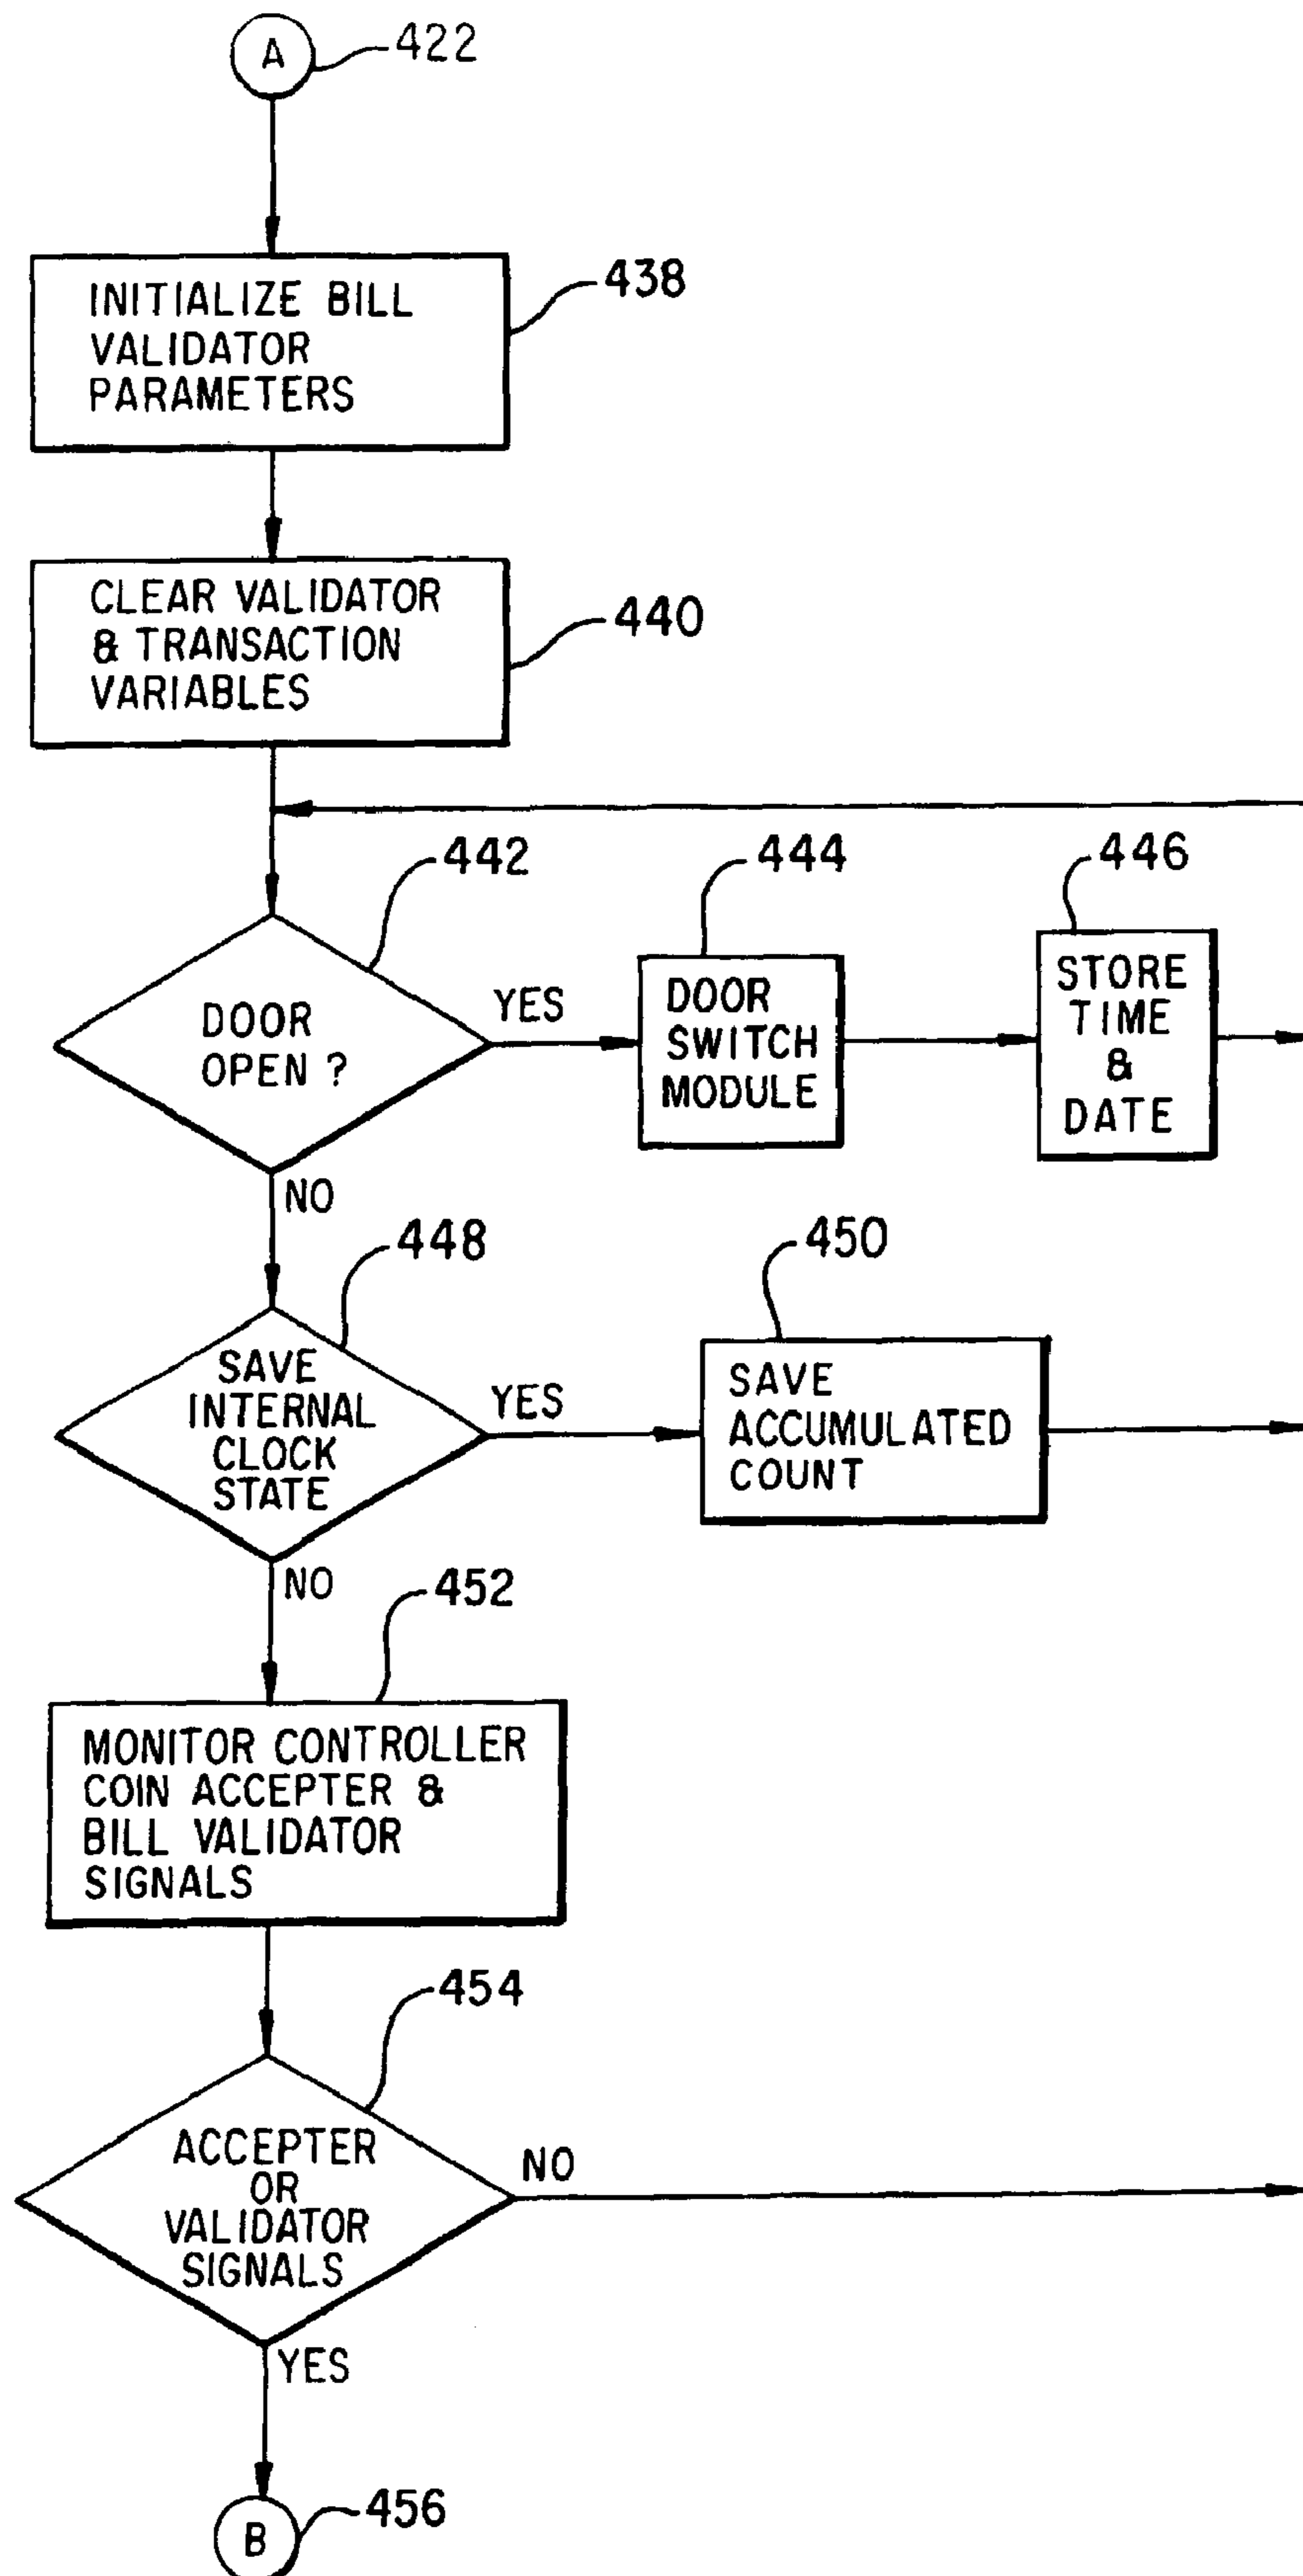 A
422
INITIALIZE BILL
VALIDATOR
PARAMETERS
438
CLEAR VALIDATOR
& TRANSACTION
VARIABLES
440
442
DOOR
OPEN ?
YES
NO
444
DOOR
SWITCH
MODULE
446
STORE
TIME
&
DATE
448
SAVE
INTERNAL
CLOCK
STATE
YES
NO
450
SAVE
ACCUMULATED
COUNT
452
MONITOR CONTROLLER
COIN ACCEPTER &
BILL VALIDATOR
SIGNALS
454
ACCEPTER
OR
VALIDATOR
SIGNALS
NO
YES
B
456